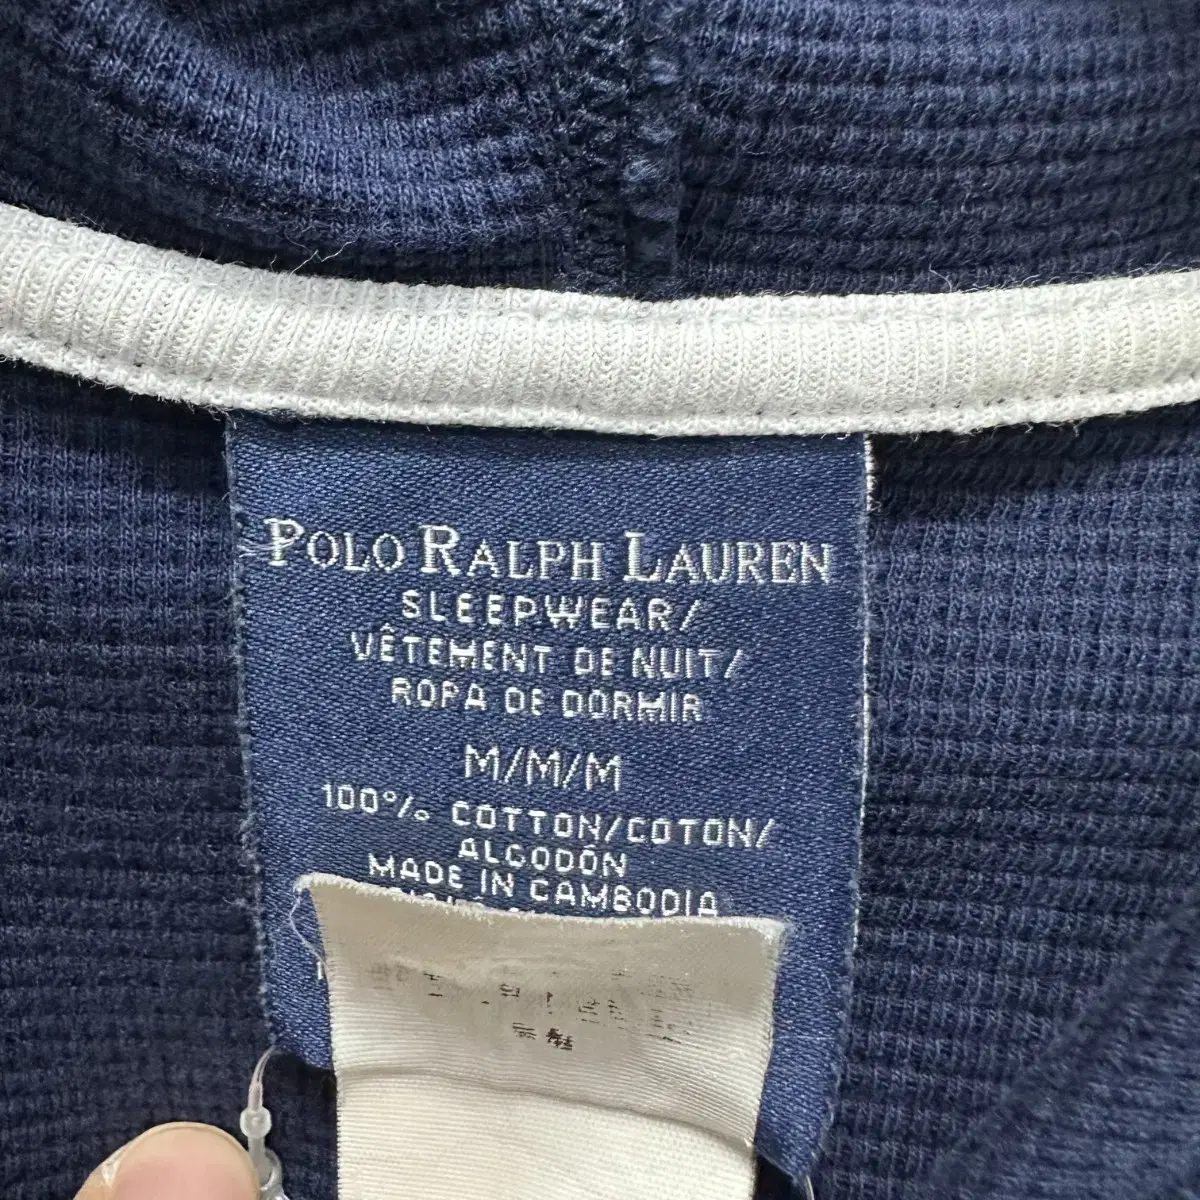 POLO RALPH LAUREN
SLEEPWEAR/
VÊTEMENT DE NUIT/
ROPA DE DORMIR
M/M/M
100% COTTON/COTON/
ALGODÓN
MADE IN CAMBODIA